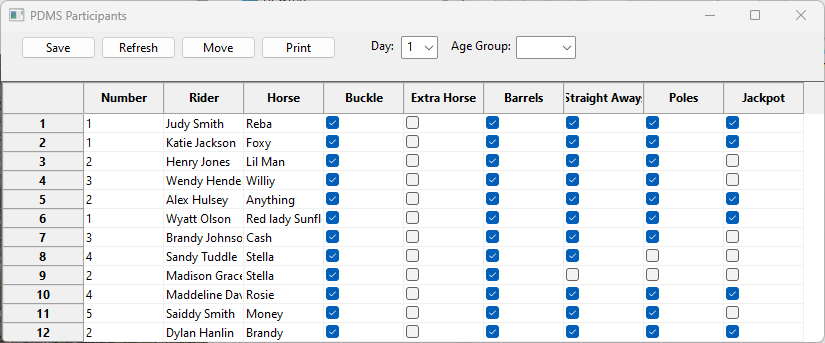 PDMS Participants
Save Refresh Move Print Day: 1 Age Group:
Number Rider Horse Buckle Extra Horse Barrels Straight Away Poles Jackpot
1 1 Judy Smith Reba
2 1 Katie Jackson Foxy
3 2 Henry Jones Lil Man
4 3 Wendy Hende Williy
5 2 Alex Hulsey Anything
6 1 Wyatt Olson Red lady Sunfl
7 3 Brandy Johnso Cash
8 4 Sandy Tuddle Stella
9 2 Madison Grace Stella
10 4 Maddeline Dav Rosie
11 5 Saiddy Smith Money
12 2 Dylan Hanlin Brandy